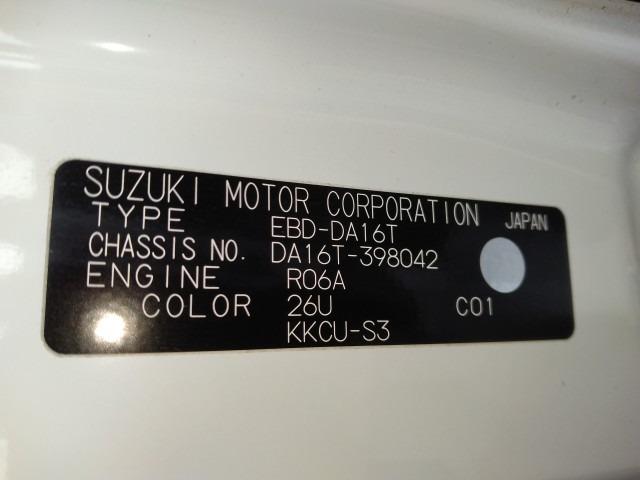 SUZUKI MOTOR CORPORATION JAPAN
TYPE EBD-DA16T
CHASSIS NO. DA16T-398042
ENGINE R06A
COLOR 26U C01
KKCU-S3